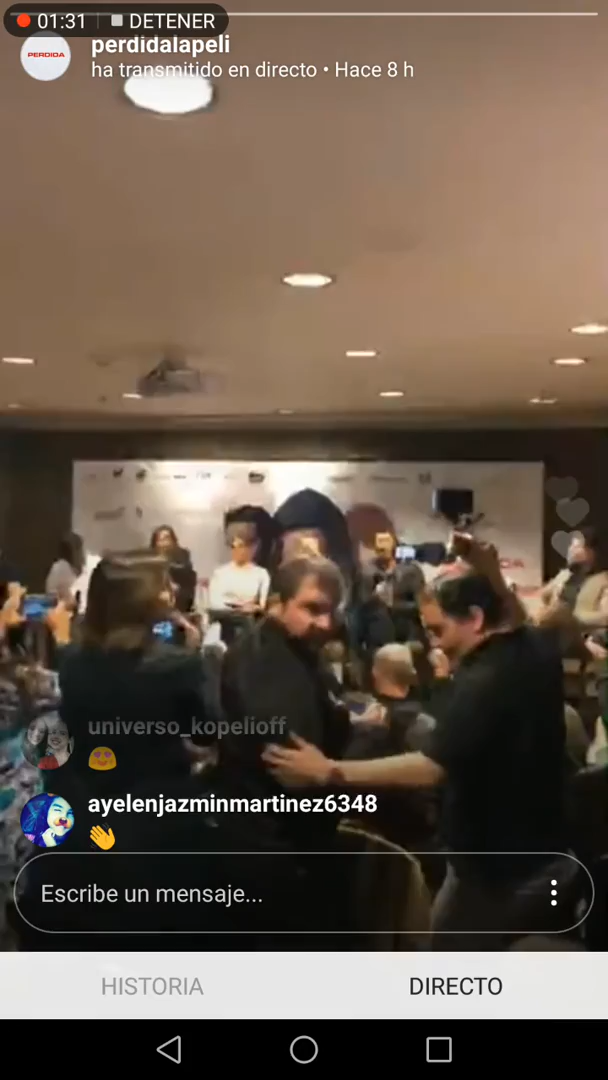 01:31
DETENER
PERDIDA
perdidalapeli
ha transmitido en directo • Hace 8 h
universo_kopelioff
ayelenjazminmartinez6348
Escribe un mensaje...
HISTORIA
DIRECTO